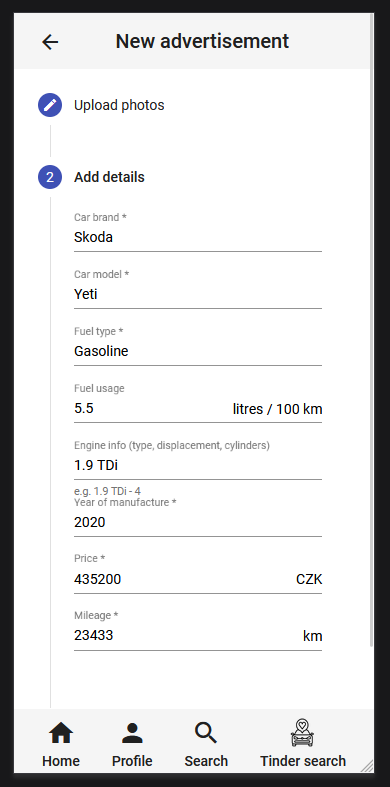 New advertisement
Upload photos
2 Add details
Car brand *
Skoda
Car model *
Yeti
Fuel type *
Gasoline
Fuel usage
5.5 litres / 100 km
Engine info (type, displacement, cylinders)
1.9 TDi
e.g. 1.9 TDi - 4
Year of manufacture *
2020
Price *
435200 CZK
Mileage *
23433 km
Home Profile Search Tinder search